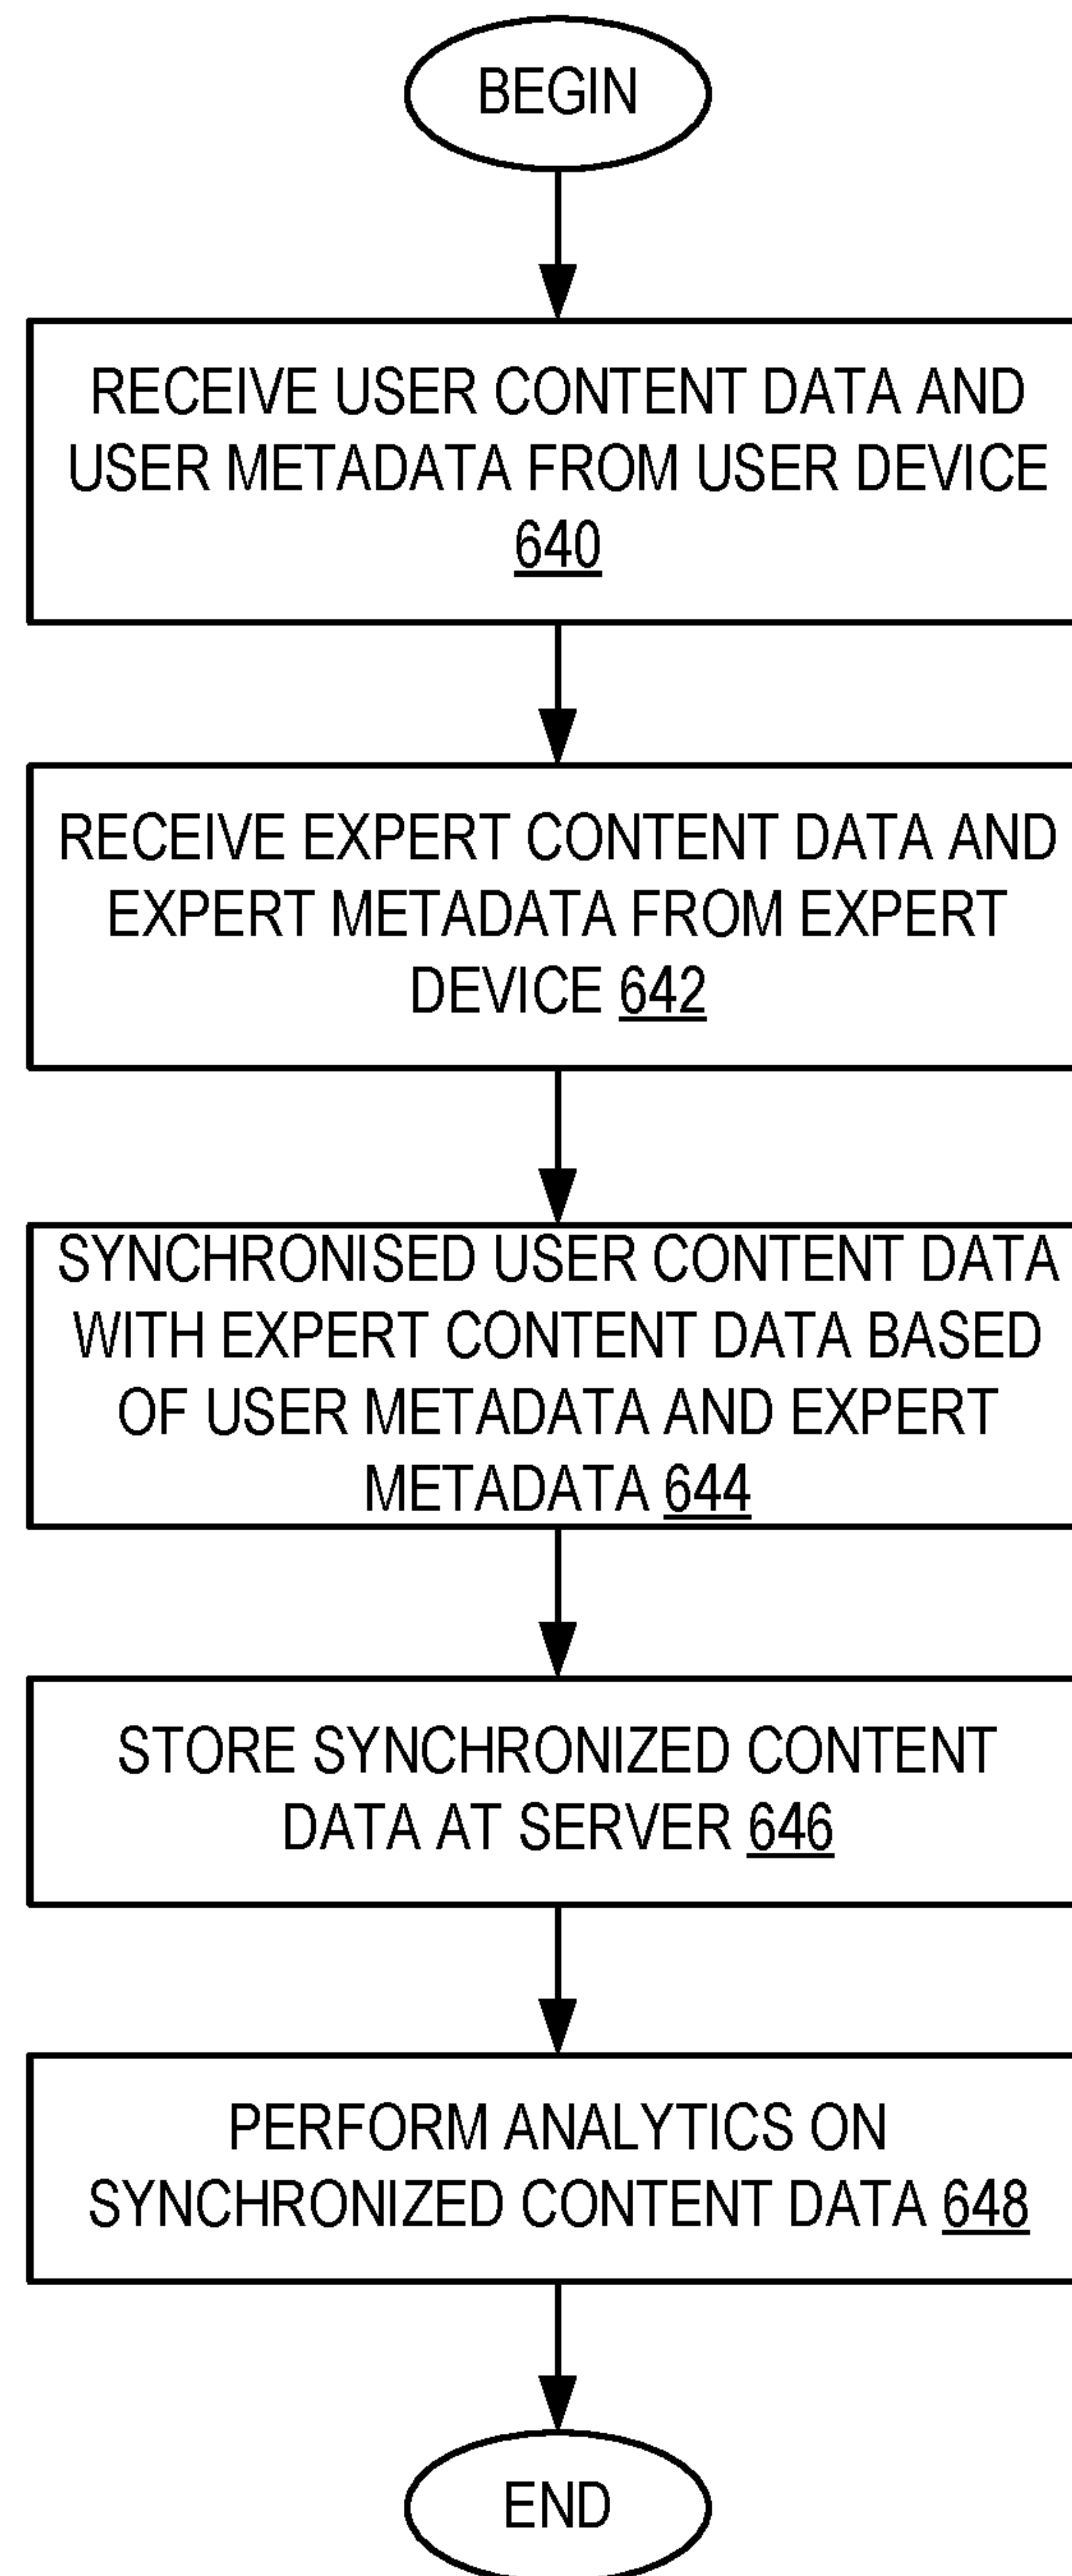 BEGIN
RECEIVE USER CONTENT DATA AND
USER METADATA FROM USER DEVICE
640
RECEIVE EXPERT CONTENT DATA AND
EXPERT METADATA FROM EXPERT
DEVICE 642
SYNCHRONISED USER CONTENT DATA
WITH EXPERT CONTENT DATA BASED
OF USER METADATA AND EXPERT
METADATA 644
STORE SYNCHRONIZED CONTENT
DATA AT SERVER 646
PERFORM ANALYTICS ON
SYNCHRONIZED CONTENT DATA 648
END